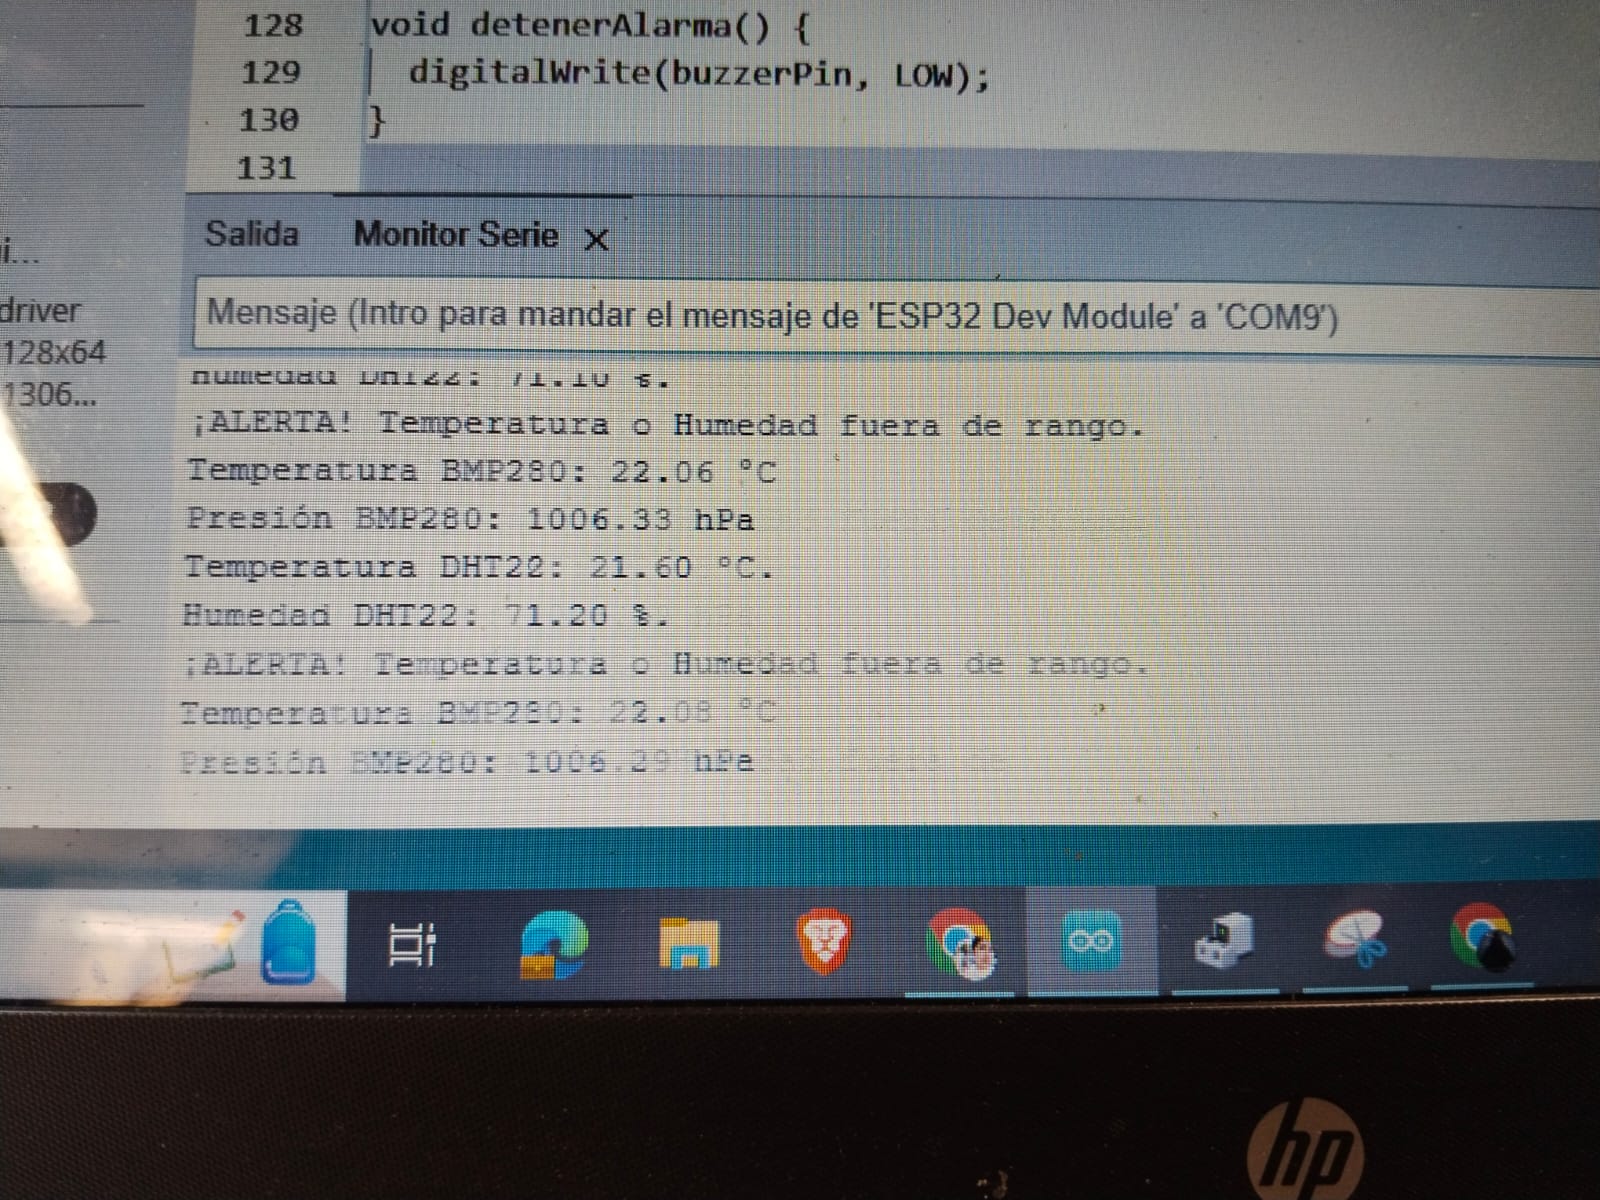 128 void detenerAlarma() {
129 digitalWrite(buzzerPin, LOW);
130 }
131
Salida Monitor Serie X
i...
driver
128x64
1306...
Mensaje (Intro para mandar el mensaje de 'ESP32 Dev Module' a 'COM9')
Humedad DHT22: 71.10 %.
¡ALERTA! Temperatura o Humedad fuera de rango.
Temperatura BMP280: 22.06 °C
Presión BMP280: 1006.33 hPa
Temperatura DHT22: 21.60 °C.
Humedad DHT22: 71.20 %.
¡ALERTA! Temperatura o Humedad fuera de rango.
Temperatura BMP280: 22.08 °C
Presión BMP280: 1006.29 hPa
hp